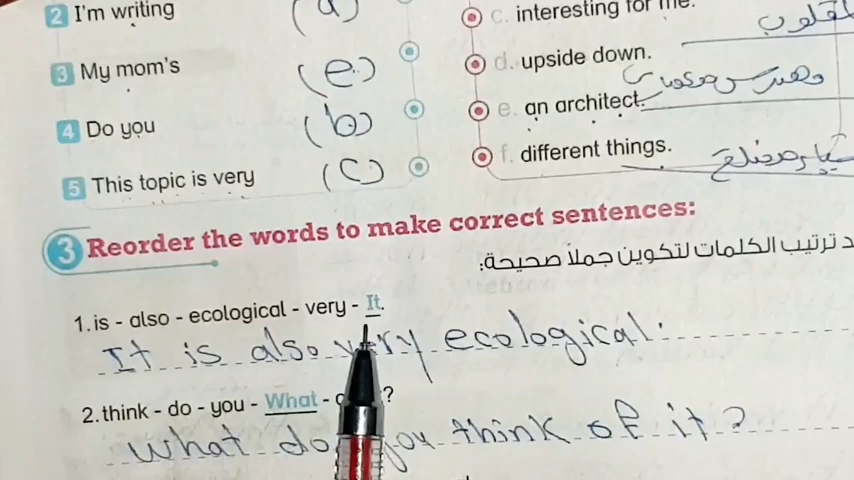 2 I'm writing
c. interesting for me.
d. upside down.
3 My mom's (e)
e. an architect.
4 Do you (b)
f. different things.
5 This topic is very (c)
3 Reorder the words to make correct sentences:
ترتيب الكلمات لتكوين جملاً صحيحة:
1. is - also - ecological - very - It.
It is also very ecological.
2. think - do - you - What - ?
What do you think of it?